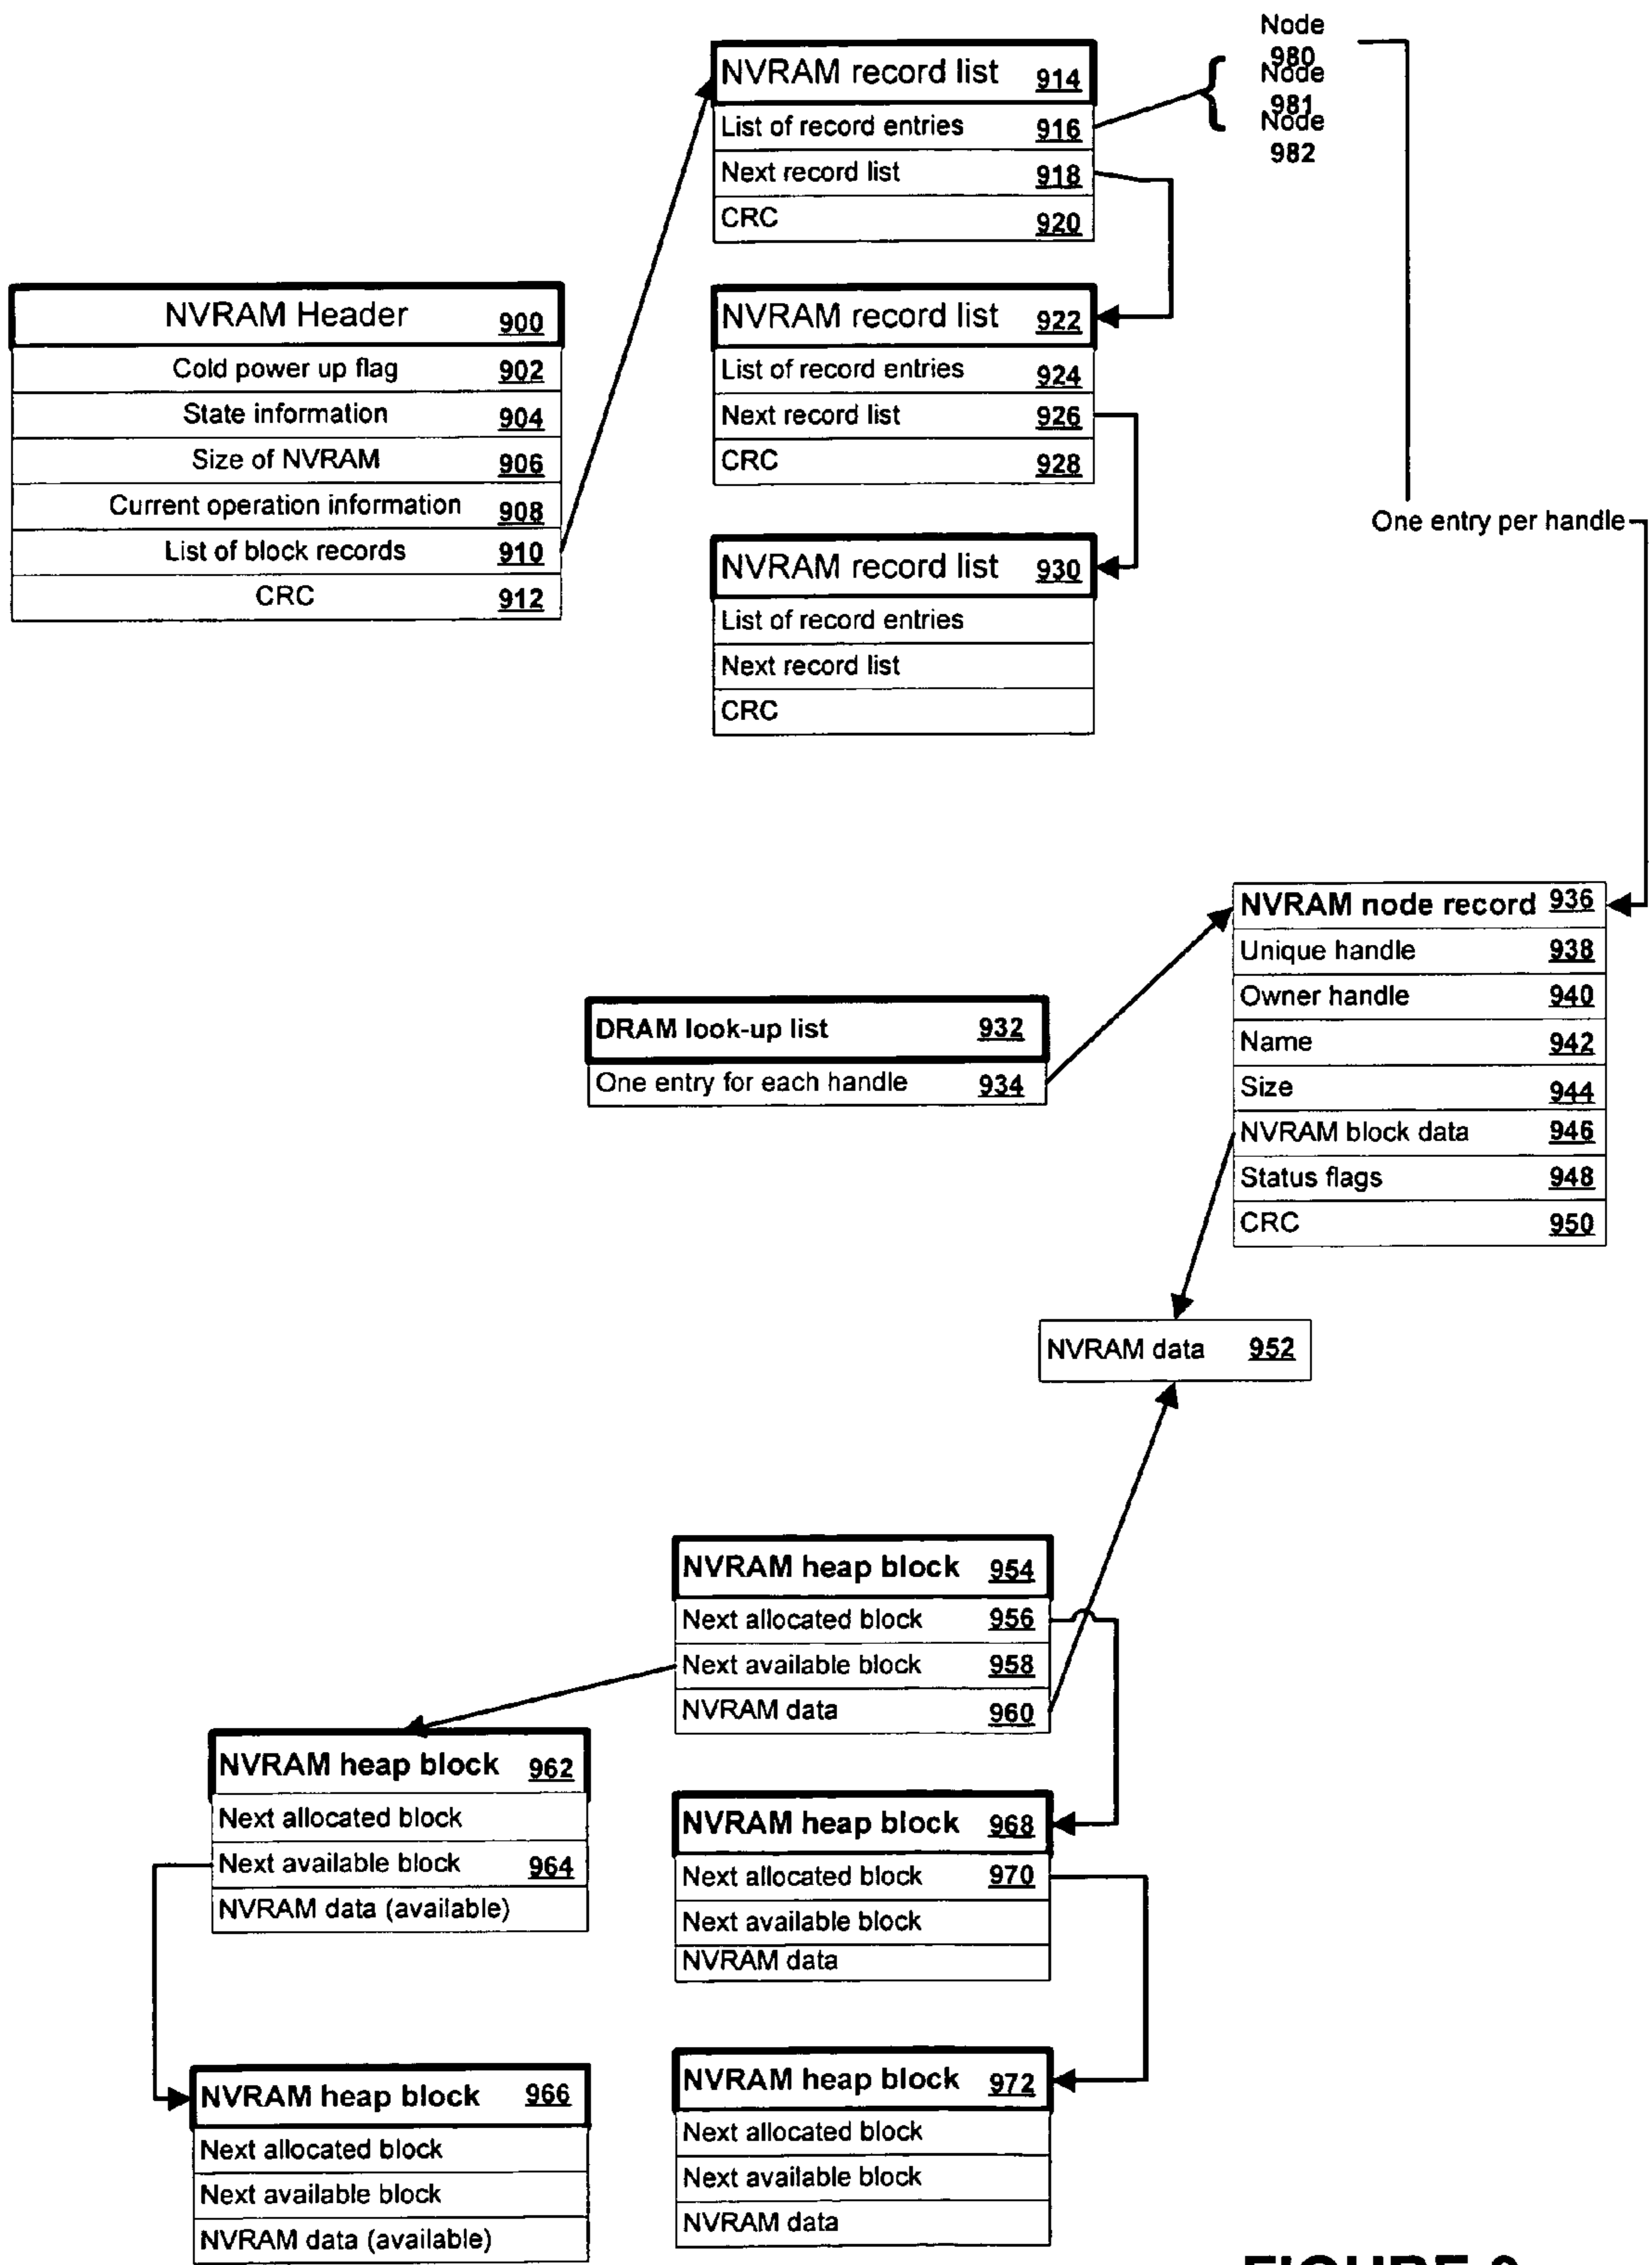 Node
980
Node
981
Node
982
NVRAM record list 914
List of record entries 916
Next record list 918
CRC 920
NVRAM Header 900
Cold power up flag 902
State information 904
Size of NVRAM 906
Current operation information 908
List of block records 910
CRC 912
NVRAM record list 922
List of record entries 924
Next record list 926
CRC 928
One entry per handle
NVRAM record list 930
List of record entries
Next record list
CRC
NVRAM node record 936
Unique handle 938
Owner handle 940
Name 942
Size 944
NVRAM block data 946
Status flags 948
CRC 950
DRAM look-up list 932
One entry for each handle 934
NVRAM data 952
NVRAM heap block 954
Next allocated block 956
Next available block 958
NVRAM data 960
NVRAM heap block 962
Next allocated block
Next available block 964
NVRAM data (available)
NVRAM heap block 968
Next allocated block 970
Next available block
NVRAM data
NVRAM heap block 966
Next allocated block
Next available block
NVRAM data (available)
NVRAM heap block 972
Next allocated block
Next available block
NVRAM data